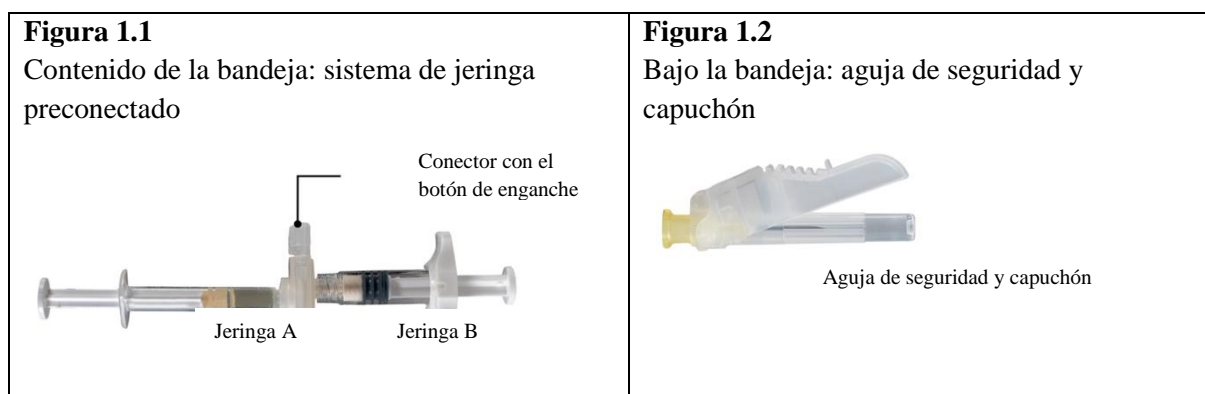 Figura 1.1
Contenido de la bandeja: sistema de jeringa
preconectado
Conector con el
botón de enganche
Jeringa A
Jeringa B
Figura 1.2
Bajo la bandeja: aguja de seguridad y
capuchón
Aguja de seguridad y capuchón